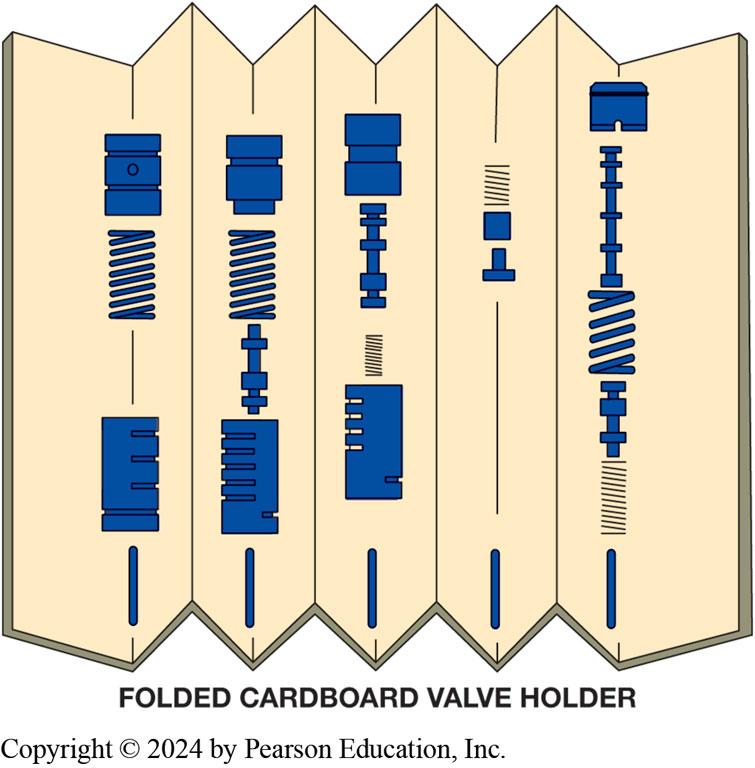 FOLDED CARDBOARD VALVE HOLDER
Copyright © 2024 by Pearson Education, Inc.